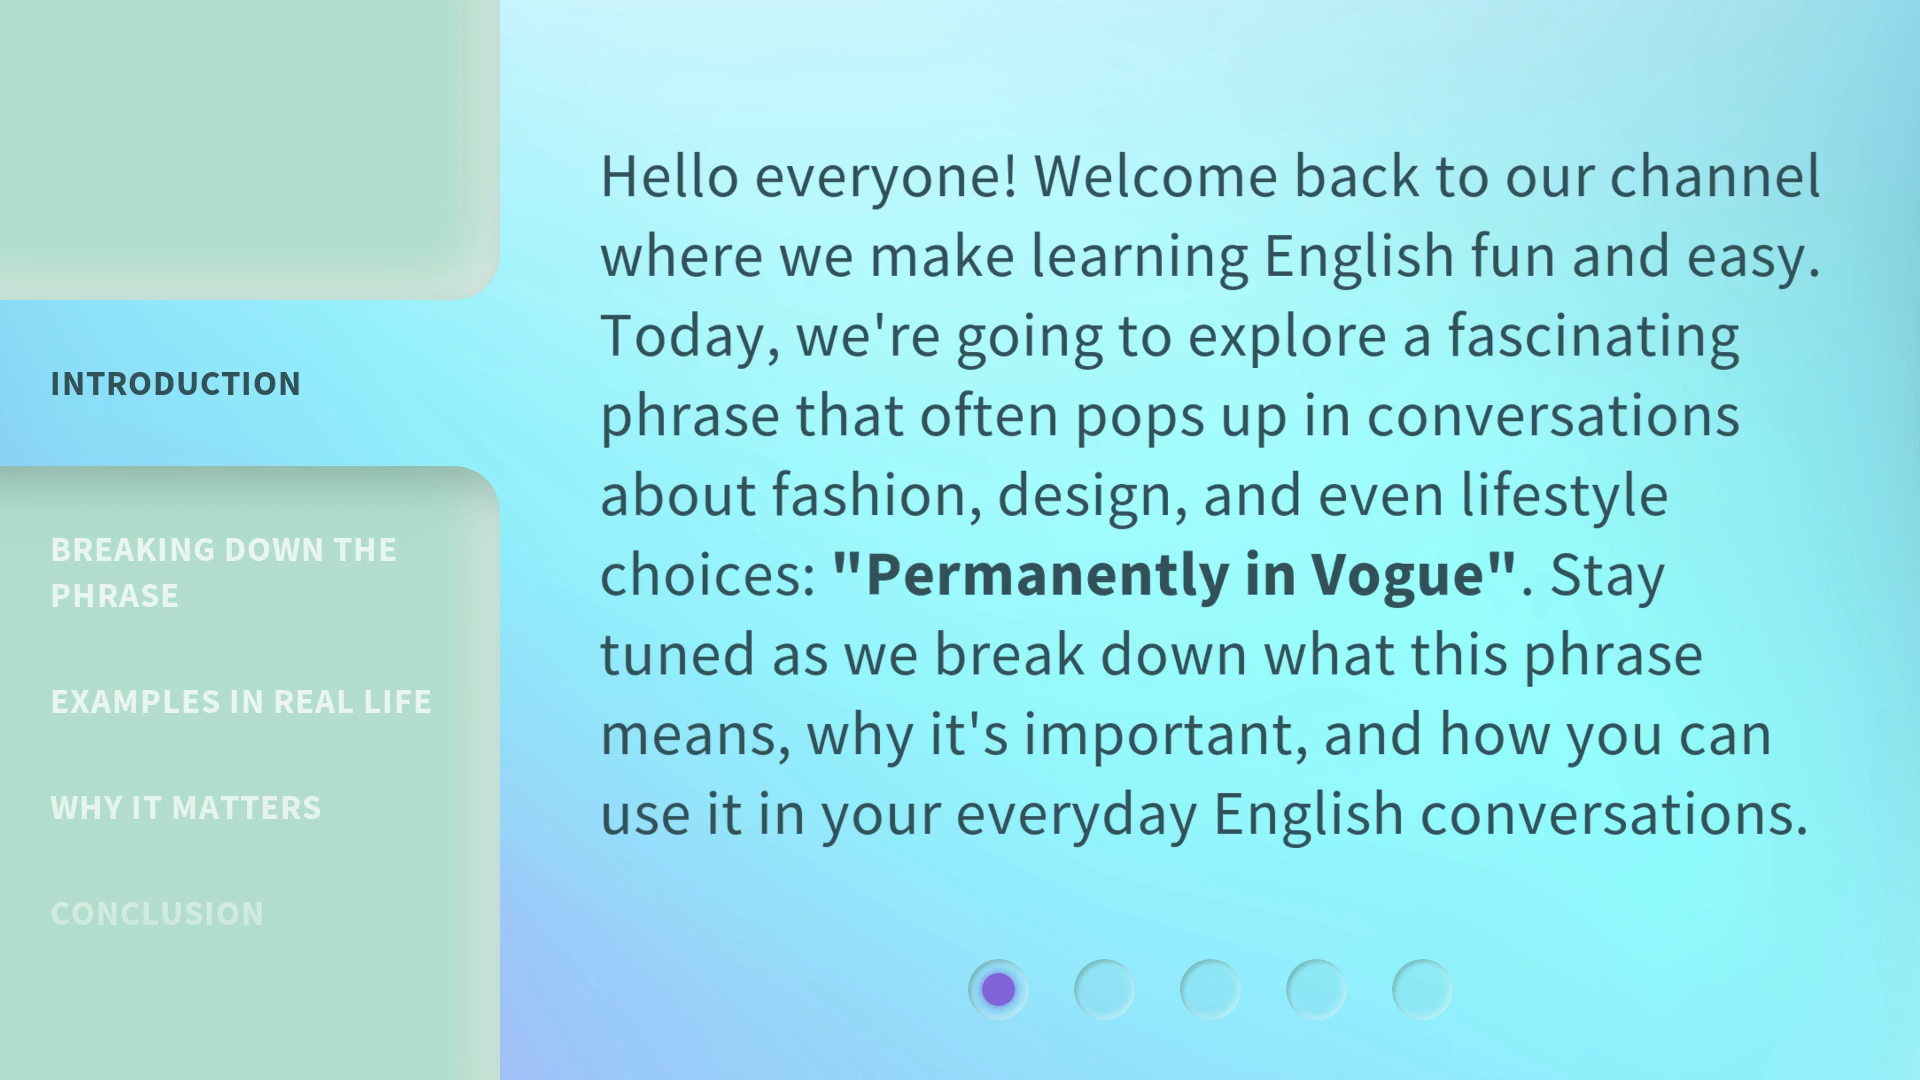 INTRODUCTION
BREAKING DOWN THE
PHRASE
EXAMPLES IN REAL LIFE
WHY IT MATTERS
CONCLUSION
Hello everyone! Welcome back to our channel
where we make learning English fun and easy.
Today, we're going to explore a fascinating
phrase that often pops up in conversations
about fashion, design, and even lifestyle
choices: "Permanently in Vogue". Stay
tuned as we break down what this phrase
means, why it's important, and how you can
use it in your everyday English conversations.